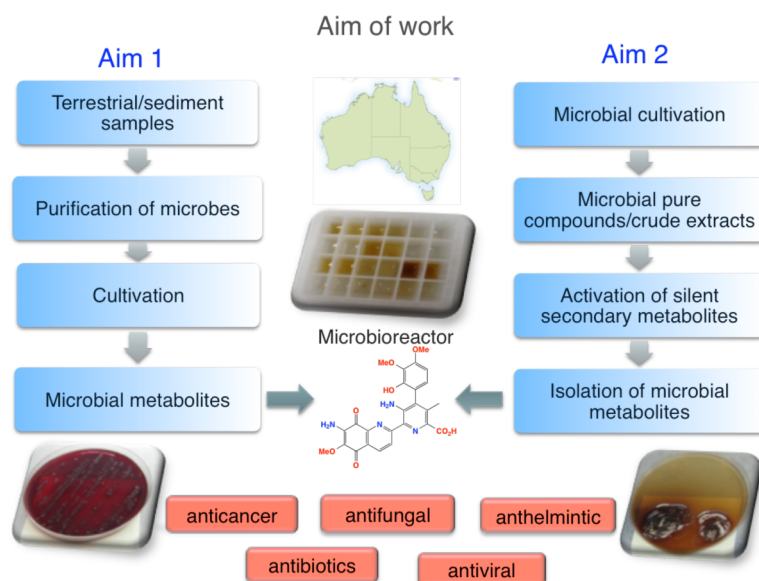 Aim of work
Aim 1
Terrestrial/sediment
samples
Purification of microbes
Cultivation
Microbial metabolites
Microbioreactor
OMe
MeO
HO
H₂N
N
CO₂H
O
N
H₂N
MeO
O
Aim 2
Microbial cultivation
Microbial pure
compounds/crude extracts
Activation of silent
secondary metabolites
Isolation of microbial
metabolites
anticancer
antifungal
anthelmintic
antibiotics
antiviral